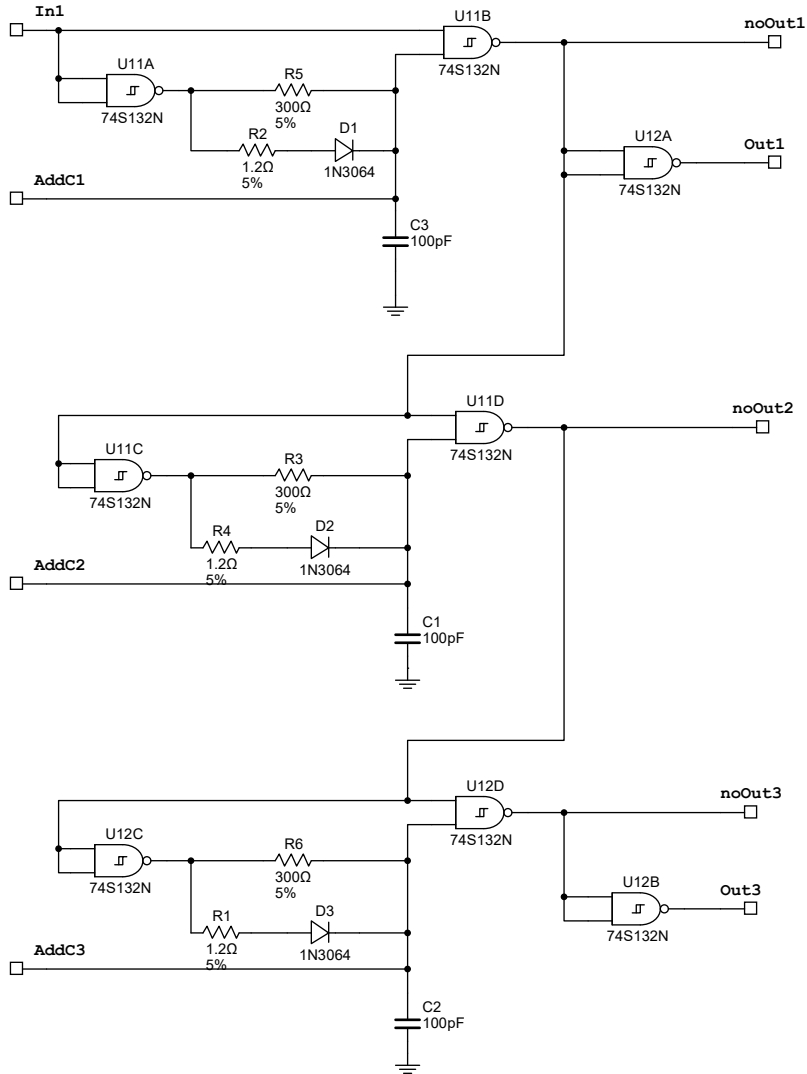 In1
U11B
noOut1
74S132N
U11A
74S132N
R5
300Ω
5%
R2
1.2Ω
5%
D1
1N3064
U12A
Out1
74S132N
AddC1
C3
100pF
U11D
noOut2
74S132N
U11C
74S132N
R3
300Ω
5%
R4
1.2Ω
5%
D2
1N3064
AddC2
C1
100pF
U12D
noOut3
74S132N
U12C
74S132N
R6
300Ω
5%
R1
1.2Ω
5%
D3
1N3064
U12B
Out3
74S132N
AddC3
C2
100pF